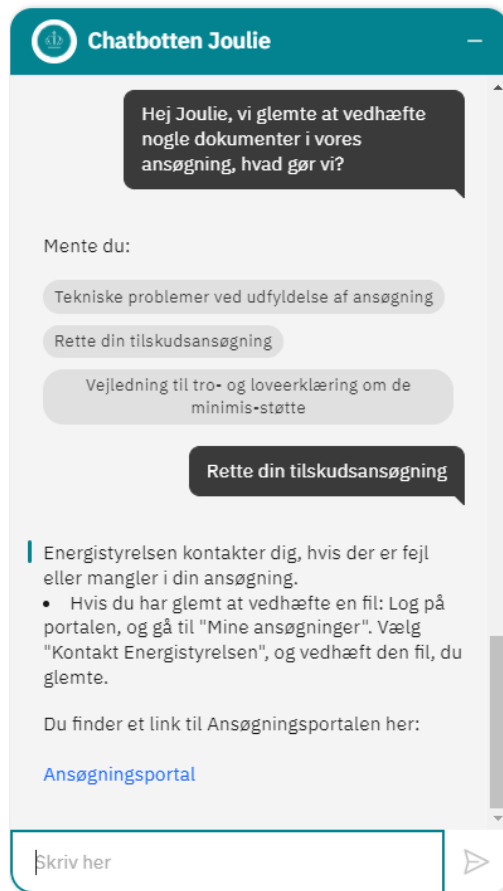 Chatbotten Joulie
Hej Joulie, vi glemte at vedhæfte
nogle dokumenter i vores
ansøgning, hvad gør vi?
Mente du:
Tekniske problemer ved udfyldelse af ansøgning
Rette din tilskudsansøgning
Vejledning til tro- og loveerklæring om de
minimis-støtte
Rette din tilskudsansøgning
Energistyrelsen kontakter dig, hvis der er fejl
eller mangler i din ansøgning.
• Hvis du har glemt at vedhæfte en fil: Log på
portalen, og gå til "Mine ansøgninger". Vælg
"Kontakt Energistyrelsen", og vedhæft den fil, du
glemte.
Du finder et link til Ansøgningsportalen her:
Ansøgningsportal
Skriv her